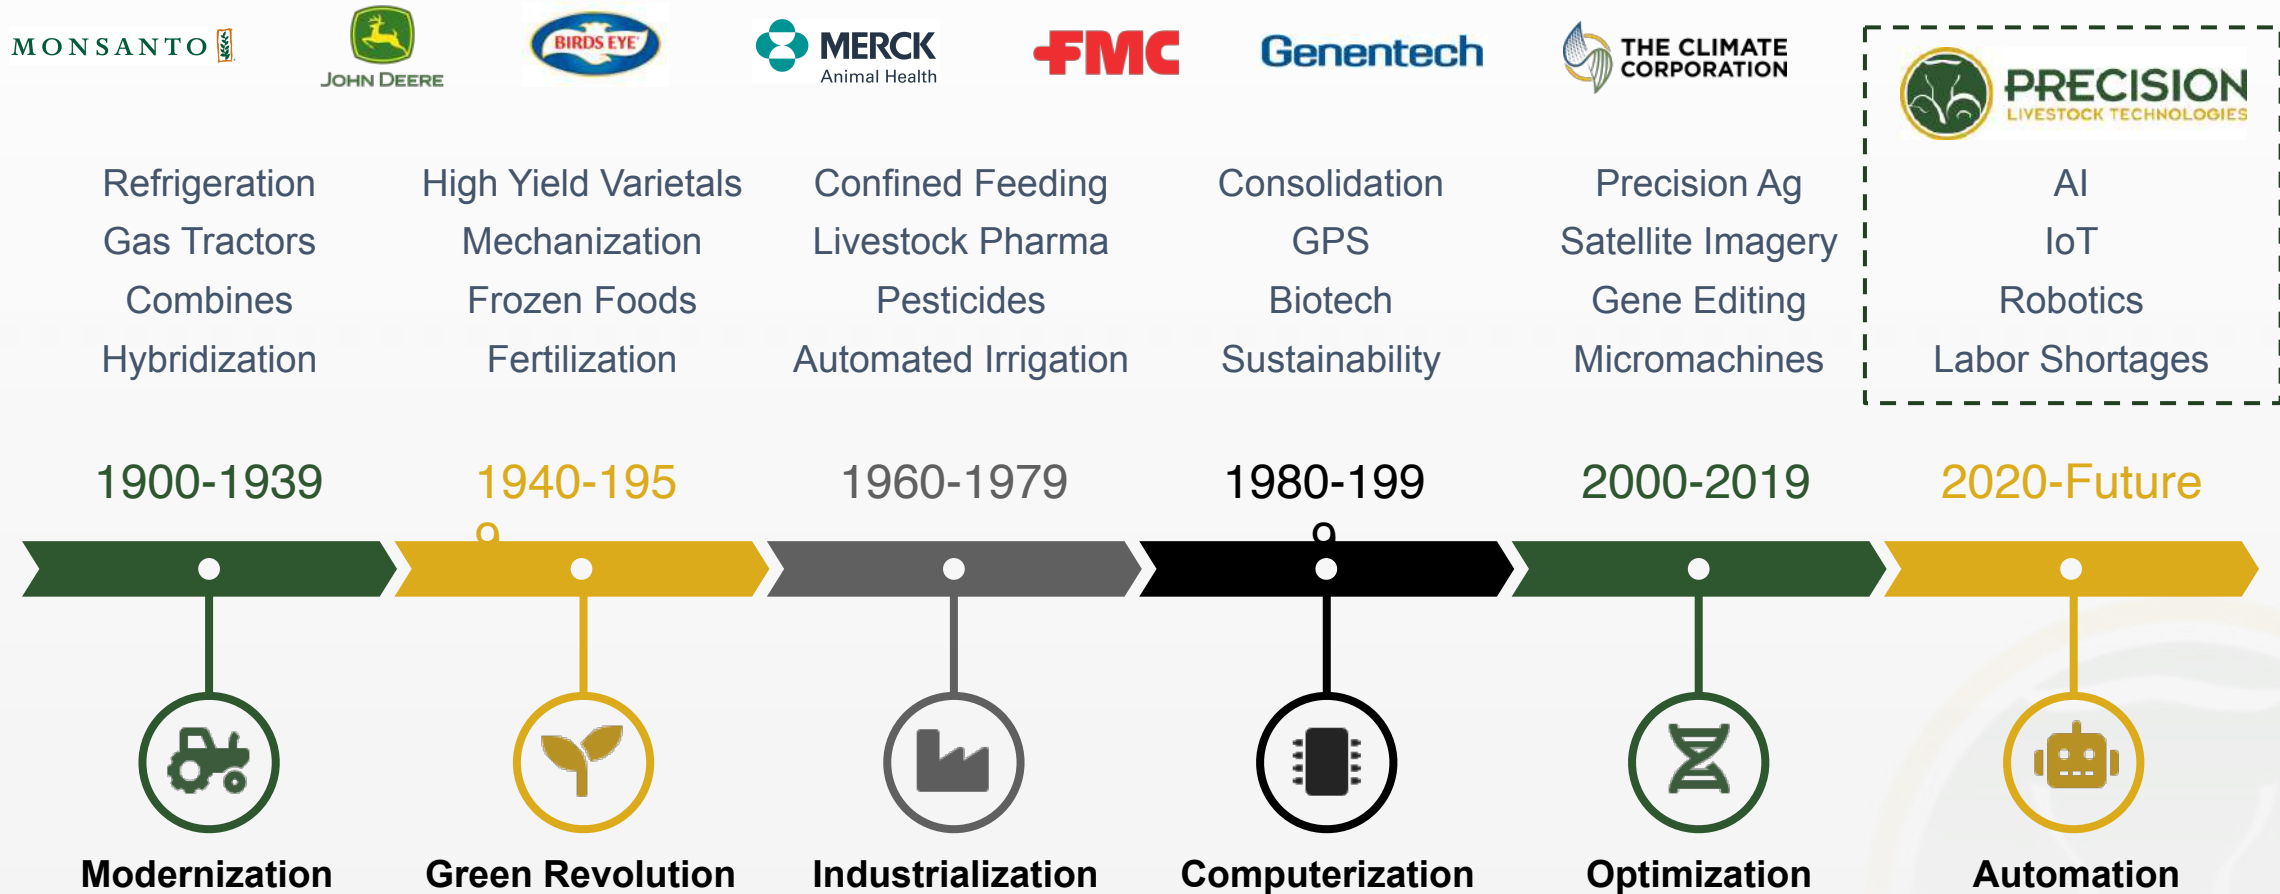 MONSANTO
JOHN DEERE
BIRDS EYE
MERCK
Animal Health
FMC
Genentech
THE CLIMATE
CORPORATION
PRECISION
LIVESTOCK TECHNOLOGIES
Refrigeration
Gas Tractors
Combines
Hybridization
High Yield Varietals
Mechanization
Frozen Foods
Fertilization
Confined Feeding
Livestock Pharma
Pesticides
Automated Irrigation
Consolidation
GPS
Biotech
Sustainability
Precision Ag
Satellite Imagery
Gene Editing
Micromachines
AI
IoT
Robotics
Labor Shortages
1900-1939
1940-195
9
1960-1979
1980-199
9
2000-2019
2020-Future
Modernization
Green Revolution
Industrialization
Computerization
Optimization
Automation